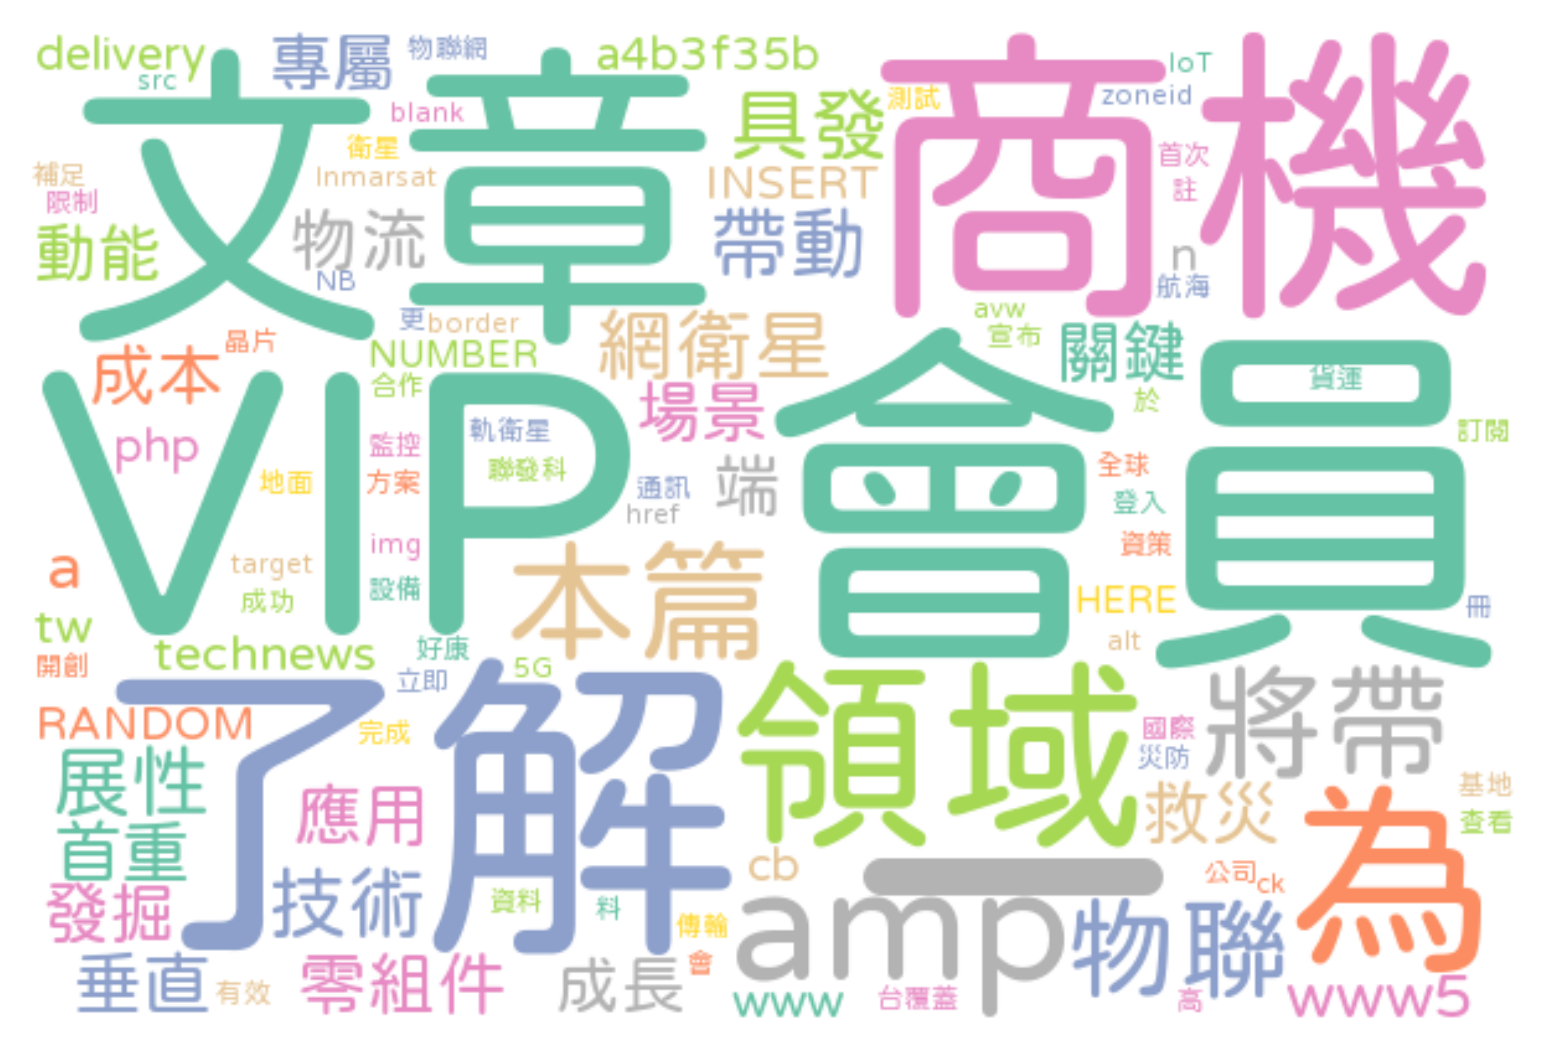 delivery
src
專屬
物聯網
a4b3f35b
IoT
文章
商機
blank
具發
測試
zoneid
衛星
首次
補足
Inmarsat
INSERT
註
限制
物流
帶動
動能
n
NB
航海
更
border
avw
晶片
網衛星
宣布
關鍵
成本
NUMBER
合作
貨運
VIP
會員
場景
於
php
監控
軌衛星
訂閱
聯發科
全球
地面
方案
通訊
端
登入
href
img
資策
a
target
本篇
成功
設備
HERE
冊
tw
alt
technews
好康
開創
立即
5G
了解
領域
將帶
RANDOM
完成
國際
災防
展性
應用
救災
基地
首重
查看
為
cb
公司
ck
發掘
技術
資料
料
傳輸
amp
物聯
一
會
垂直
有效
零組件
成長
www
台覆蓋
高
www5